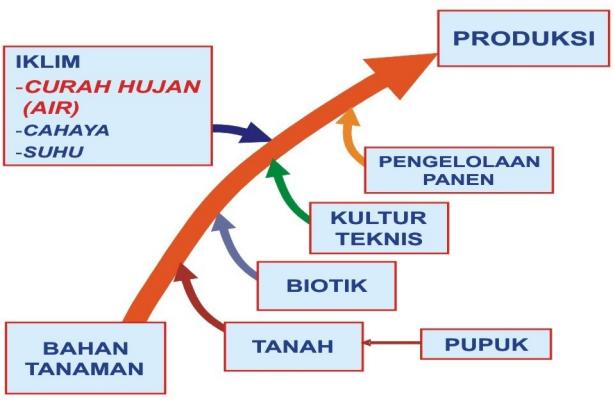 PRODUKSI
IKLIM
-CURAH HUJAN
(AIR)
-CAHAYA
-SUHU
PENGELOLAAN
PANEN
KULTUR
TEKNIS
BIOTIK
BAHAN
TANAMAN
TANAH
PUPUK